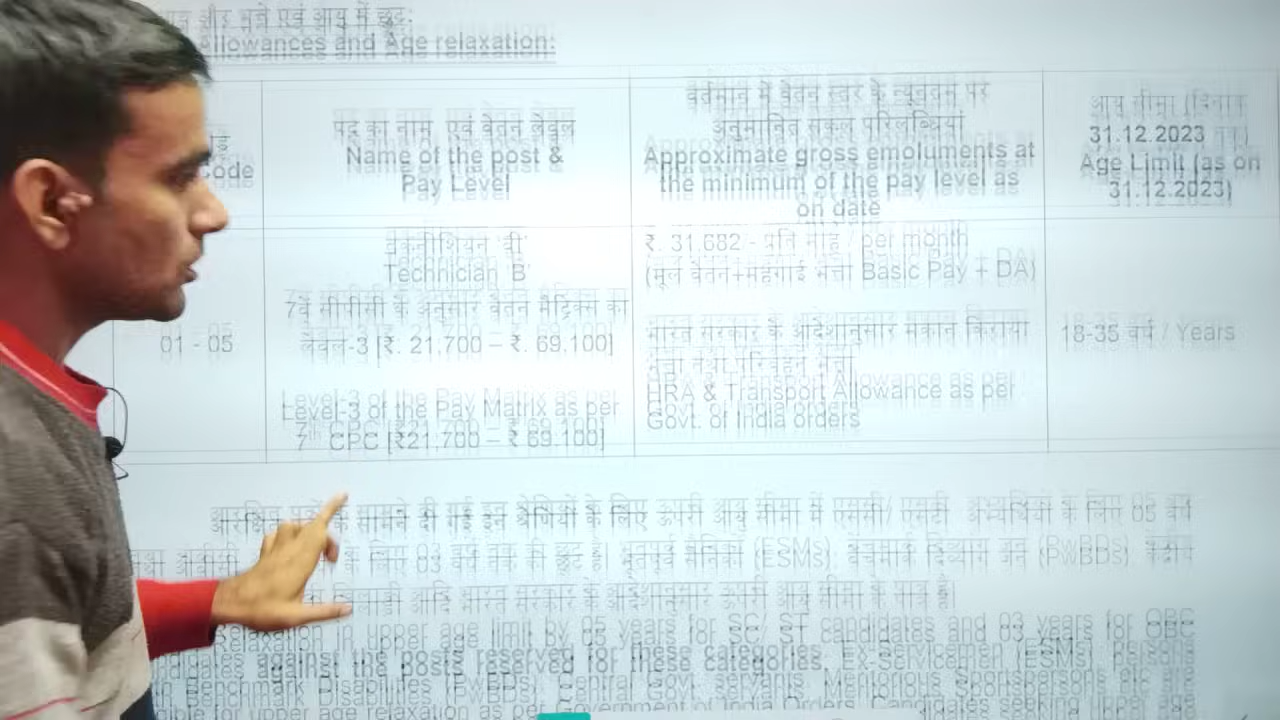 और भत्ते एवं आयु में छूट:
allowances and Age relaxation:
Code
पद का नाम एवं वेतन लेवल
Name of the post &
Pay Level
वर्तमान में वेतन स्तर के न्यूनतम पर
अनुमानित सकल परिलब्धियां
Approximate gross emoluments at
the minimum of the pay level as
on date
आयु सीमा (दिनांक
31.12.2023 तक)
Age Limit (as on
31.12.2023)
01 - 05
तकनीशियन 'बी'
Technician 'B'
7वें सीपीसी के अनुसार वेतन मैट्रिक्स का
लेवल-3 [₹. 21,700 – ₹. 69,100]
Level-3 of the Pay Matrix as per
7th CPC [₹21,700 – ₹ 69,100]
₹. 31,682 - प्रति माह / per month
(मूल वेतन+महंगाई भत्ता Basic Pay + DA)
भारत सरकार के आदेशानुसार मकान किराया
भत्ता तथा परिवहन भत्ता
HRA & Transport Allowance as per
Govt. of India orders
18-35 वर्ष / Years
आरक्षित के सामने दी गई इन श्रेणियों के लिए ऊपरी आयु सीमा में एससी/ एसटी अभ्यर्थियों के लिए 05 वर्ष
के लिए 03 वर्ष तक की छूट है। भूतपूर्व सैनिकों (ESMs), बेंचमार्क दिव्यांग जन (PwBDs),
आदि भारत सरकार के आदेशानुसार ऊपरी आयु सीमा के पात्र है
Relaxation in upper age limit by 05 years for SC/ ST candidates and 03 years for OBC
candidates against the posts reserved for these categories. Ex-Servicemen (ESMs), Persons
Benchmark Disabilities (PwBDs), Central Govt. servants, Meritorious Sportspersons etc are
for upper age relaxation as per Government of India Orders. Candidates seeking upper age